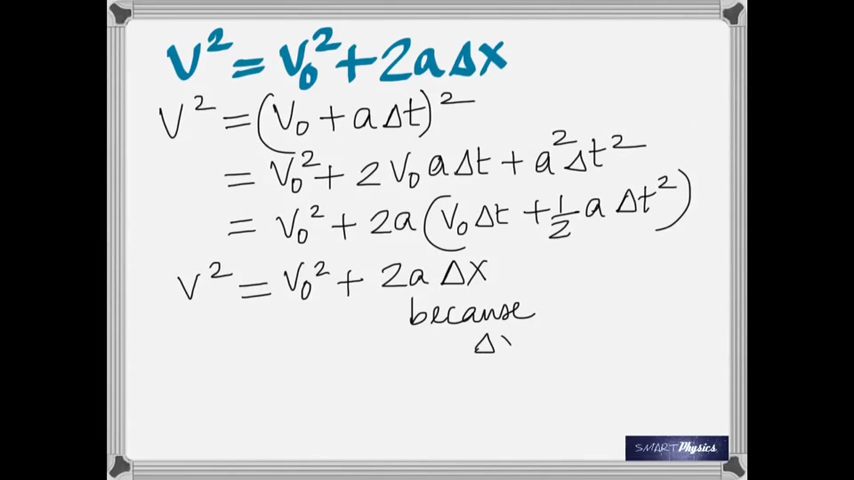 V² = V₀² + 2aΔx
V² = (V₀ + aΔt)²
= V₀² + 2V₀aΔt + a²Δt²
= V₀² + 2a(V₀Δt + ½aΔt²)
V² = V₀² + 2aΔx
because
Δ
SMARTPhysics